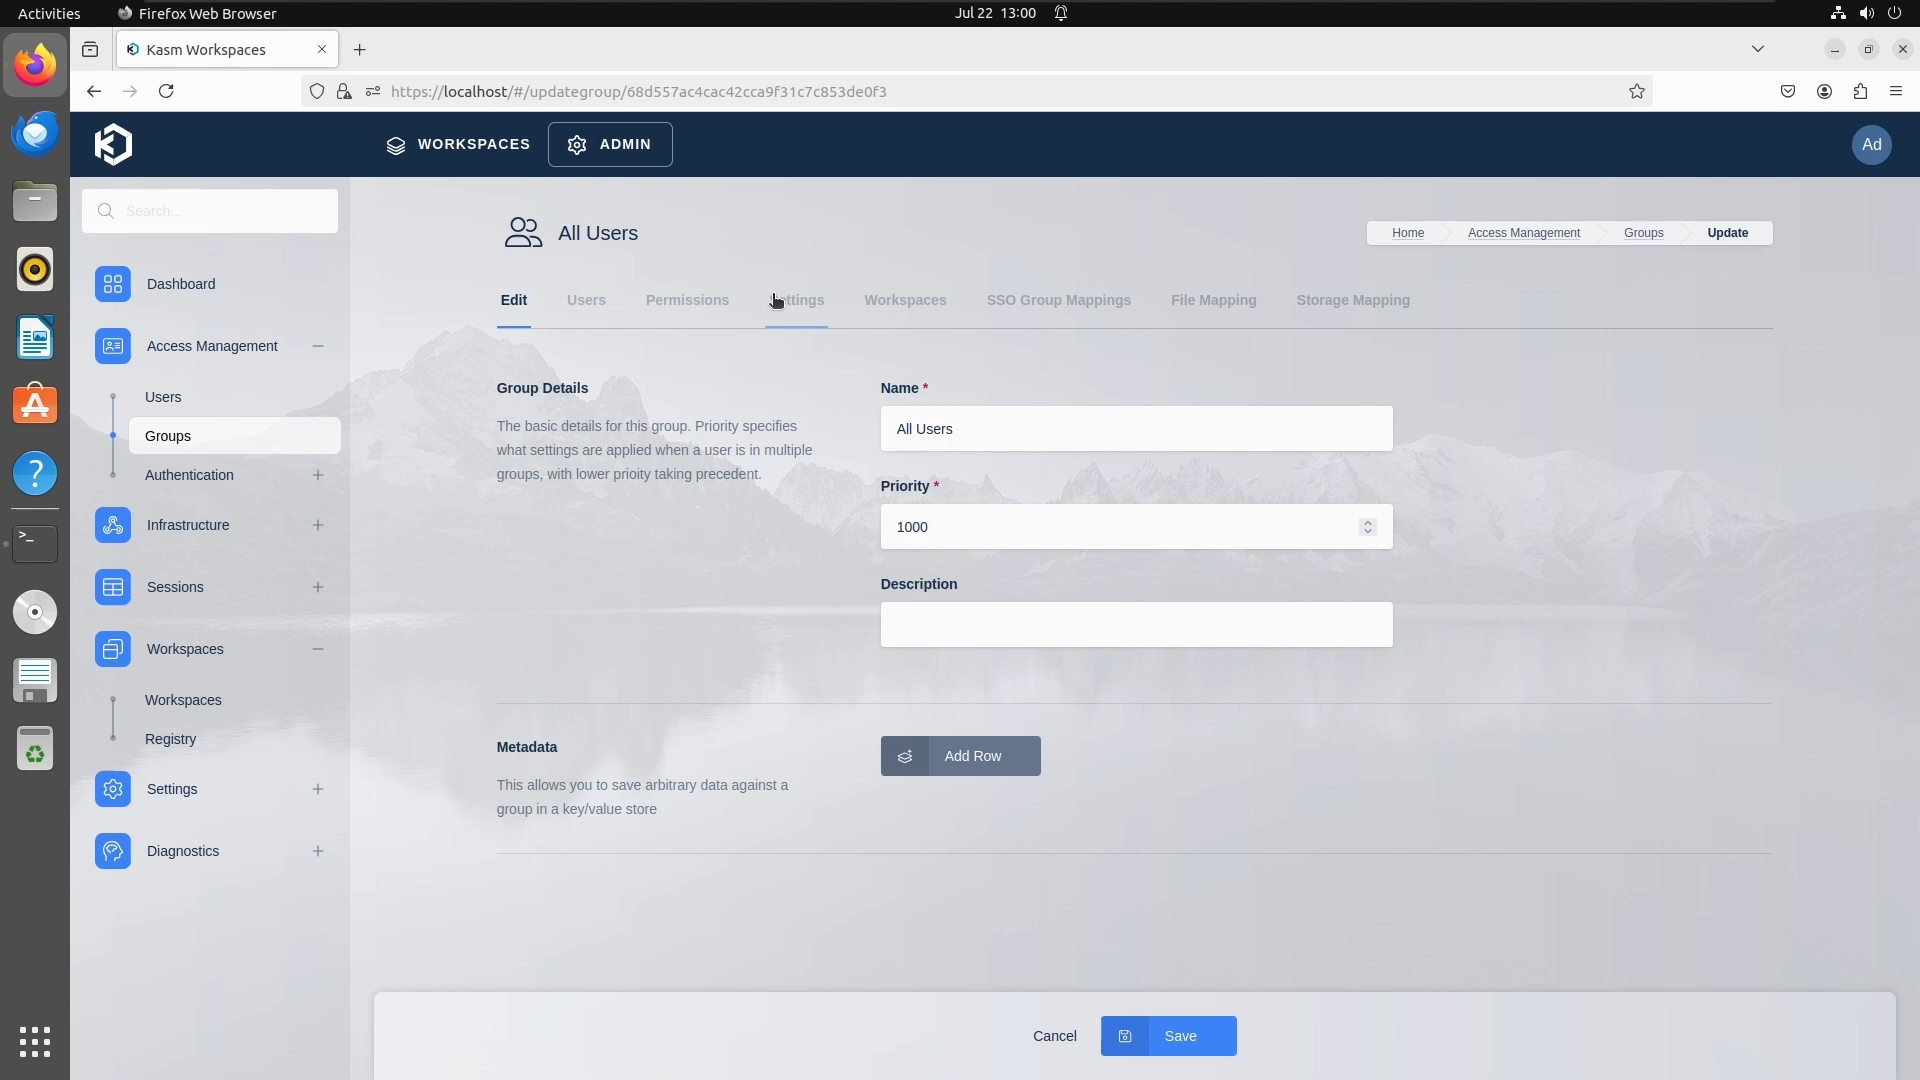 Activities
Firefox Web Browser
Jul 22 13:00
Kasm Workspaces
https://localhost/#/updategroup/68d557ac4cac42cca9f31c7c853de0f3
WORKSPACES
ADMIN
Ad
Search...
Dashboard
Access Management
Users
Groups
Authentication
Infrastructure
Sessions
Workspaces
Workspaces
Registry
Settings
Diagnostics
All Users
Home
Access Management
Groups
Update
Edit
Users
Permissions
Settings
Workspaces
SSO Group Mappings
File Mapping
Storage Mapping
Group Details
The basic details for this group. Priority specifies
what settings are applied when a user is in multiple
groups, with lower prioity taking precedent.
Name *
All Users
Priority *
1000
Description
Metadata
This allows you to save arbitrary data against a
group in a key/value store
Add Row
Cancel
Save